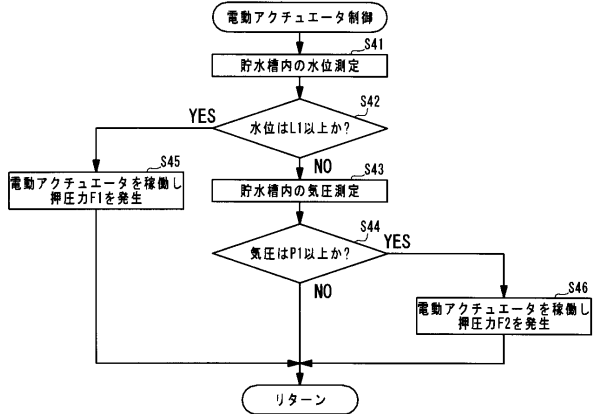 電動アクチュエータ制御
S41
貯水槽内の水位測定
S42
水位はL1以上か?
YES
NO
S45
電動アクチュエータを稼働し
押圧力F1を発生
S43
貯水槽内の気圧測定
S44
気圧はP1以上か?
YES
NO
S46
電動アクチュエータを稼働し
押圧力F2を発生
リターン